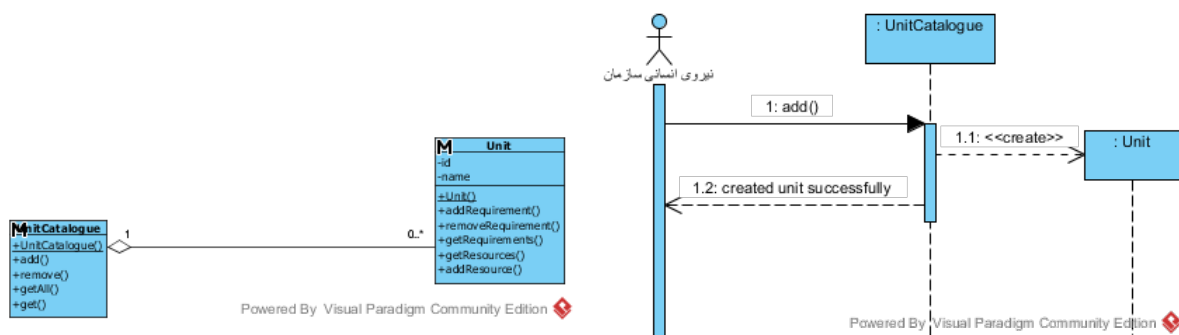 Unit
-id
-name
+Unit()
+addRequirement()
+removeRequirement()
+getRequirements()
+getResources()
+addResource()
UnitCatalogue
+UnitCatalogue()
+add()
+remove()
+getAll()
+get()
1
0..*
Powered By Visual Paradigm Community Edition
: UnitCatalogue
نیروی انسانی سازمان
1: add()
1.1: <<create>>
: Unit
1.2: created unit successfully
Powered By Visual Paradigm Community Edition